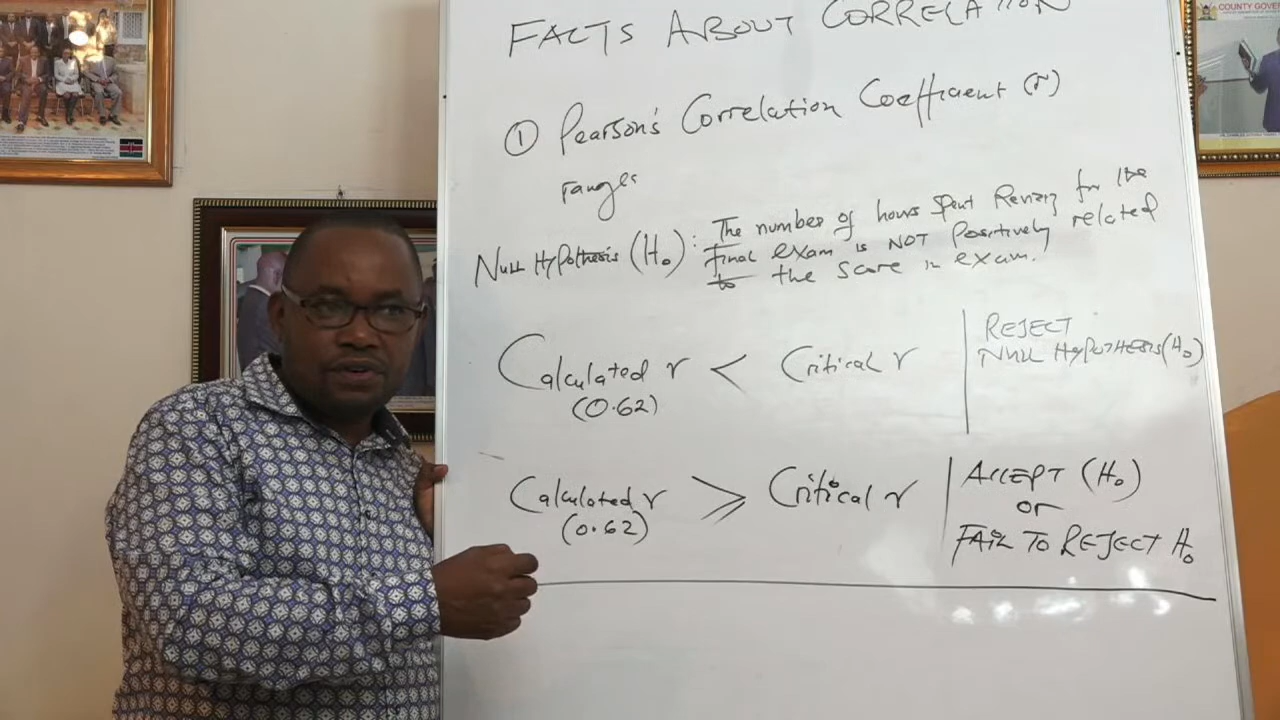 FACTS ABOUT CORRELATION
① Pearson's Correlation Coefficient (r)
ranges
Null Hypothesis (H₀): The number of hours spent for the
final exam is NOT Positively related
to the score in exam.
Calculated r < Critical r
(0.62)
REJECT
NULL HYPOTHESIS (H₀)
Calculated r > Critical r
(0.62)
ACCEPT (H₀)
or
FAIL TO REJECT H₀
COUNTY GOVE